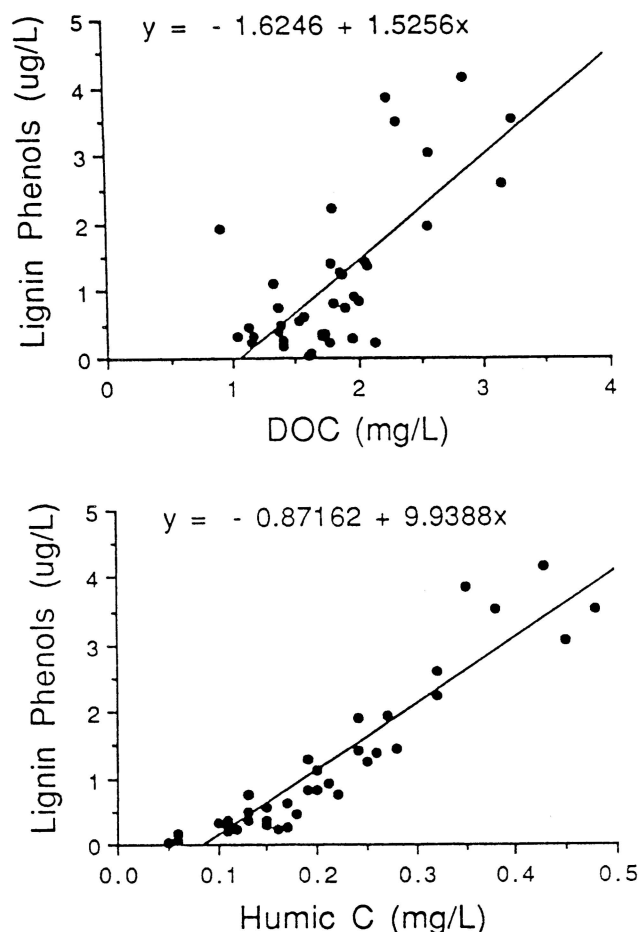 y = - 1.6246 + 1.5256x
5
4
3
2
1
0
Lignin Phenols (ug/L)
0 1 2 3 4
DOC (mg/L)
y = - 0.87162 + 9.9388x
5
4
3
2
1
0
Lignin Phenols (ug/L)
0.0 0.1 0.2 0.3 0.4 0.5
Humic C (mg/L)